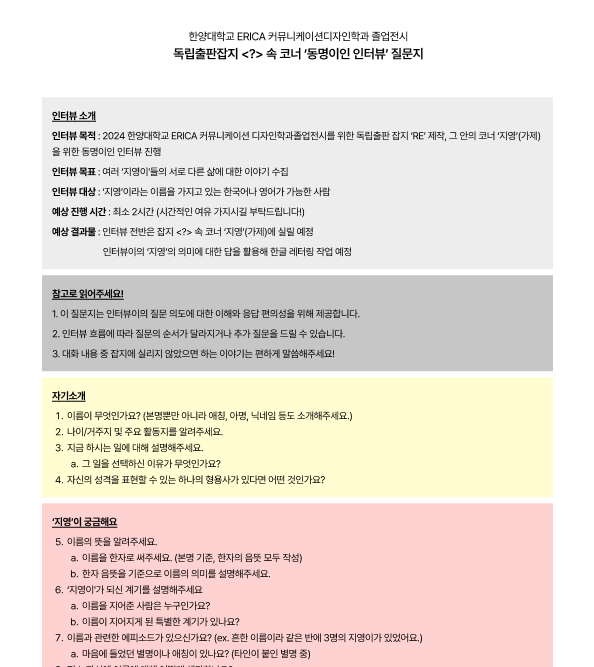 한양대학교 ERICA 커뮤니케이션디자인학과 졸업전시
독립출판잡지 <?> 속 코너 ‘동명이인 인터뷰’ 질문지
인터뷰 소개
인터뷰 목적 : 2024 한양대학교 ERICA 커뮤니케이션 디자인학과졸업전시를 위한 독립출판 잡지 ‘RE’ 제작, 그 안의 코너 ‘지영’(가제)
을 위한 동명이인 인터뷰 진행
인터뷰 목표 : 여러 ‘지영이’들의 서로 다른 삶에 대한 이야기 수집
인터뷰 대상 : ‘지영’이라는 이름을 가지고 있는 한국어나 영어가 가능한 사람
예상 진행 시간 : 최소 2시간 (시간적인 여유 가지시길 부탁드립니다!)
예상 결과물 : 인터뷰 전반은 잡지 <?> 속 코너 ‘지영’(가제)에 실릴 예정
인터뷰이의 ‘지영’의 의미에 대한 답을 활용해 한글 레터링 작업 예정
참고로 읽어주세요!
1. 이 질문지는 인터뷰이의 질문 의도에 대한 이해와 응답 편의성을 위해 제공합니다.
2. 인터뷰 흐름에 따라 질문의 순서가 달라지거나 추가 질문을 드릴 수 있습니다.
3. 대화 내용 중 잡지에 실리지 않았으면 하는 이야기는 편하게 말씀해주세요!
자기소개
1. 이름이 무엇인가요? (본명뿐만 아니라 애칭, 아명, 닉네임 등도 소개해주세요.)
2. 나이/거주지 및 주요 활동지를 알려주세요.
3. 지금 하시는 일에 대해 설명해주세요.
a. 그 일을 선택하신 이유가 무엇인가요?
4. 자신의 성격을 표현할 수 있는 하나의 형용사가 있다면 어떤 것인가요?
‘지영’이 궁금해요
5. 이름의 뜻을 알려주세요.
a. 이름을 한자로 써주세요. (본명 기준, 한자의 음뜻 모두 작성)
b. 한자 음뜻을 기준으로 이름의 의미를 설명해주세요.
6. ‘지영이’가 되신 계기를 설명해주세요
a. 이름을 지어준 사람은 누구인가요?
b. 이름이 지어지게 된 특별한 계기가 있나요?
7. 이름과 관련한 에피소드가 있으신가요? (ex. 흔한 이름이라 같은 반에 3명의 지영이가 있었어요.)
a. 마음에 들었던 별명이나 애칭이 있나요? (타인이 붙인 별명 중)